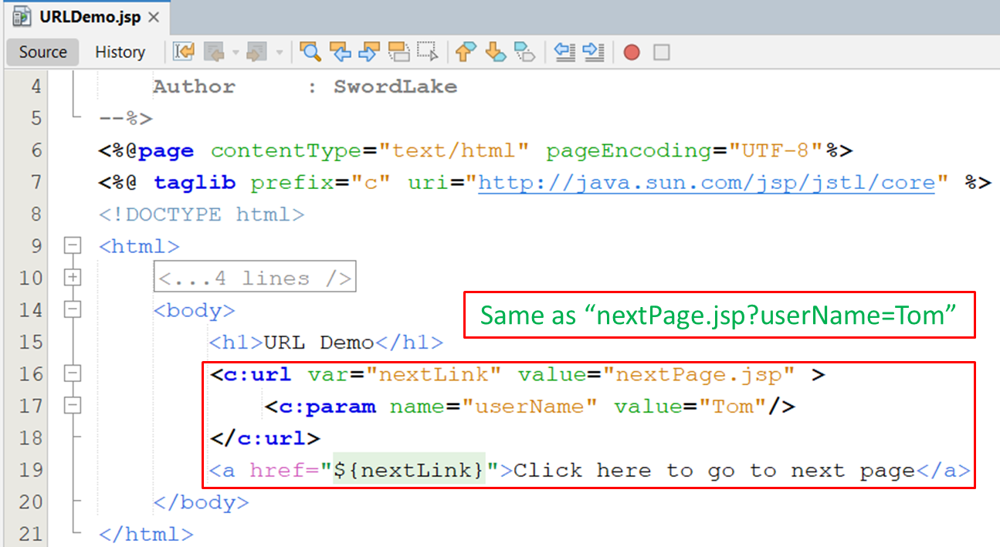 URLDemo.jsp
Source History
4 Author : SwordLake
5 --%>
6 <%@page contentType="text/html" pageEncoding="UTF-8"%>
7 <%@ taglib prefix="c" uri="http://java.sun.com/jsp/jstl/core" %>
8 <!DOCTYPE html>
9 <html>
10 <...4 lines />
14 <body>
Same as “nextPage.jsp?userName=Tom”
15 <h1>URL Demo</h1>
16 <c:url var="nextLink" value="nextPage.jsp" >
17 <c:param name="userName" value="Tom"/>
18 </c:url>
19 <a href="${nextLink}">Click here to go to next page</a>
20 </body>
21 </html>